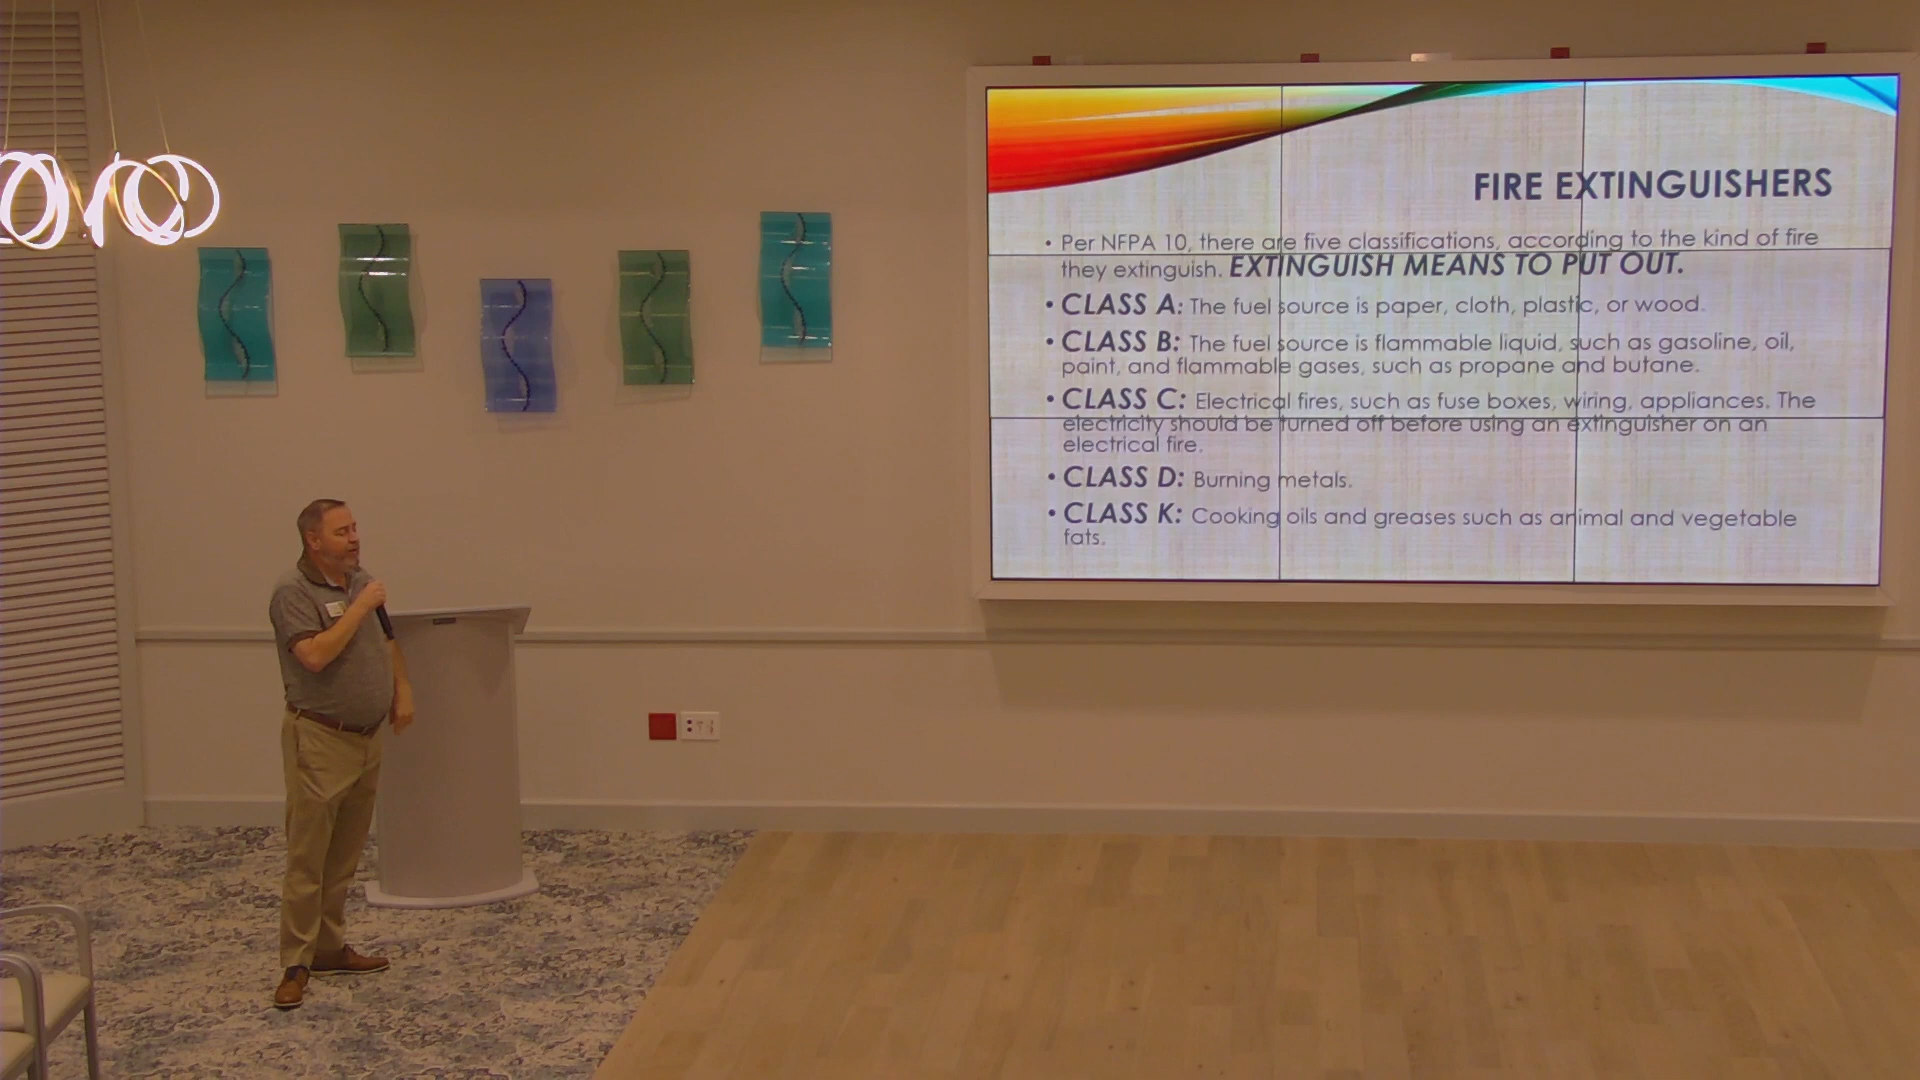 FIRE EXTINGUISHERS
• Per NFPA 10, there are five classifications, according to the kind of fire
they extinguish. EXTINGUISH MEANS TO PUT OUT.
• CLASS A: The fuel source is paper, cloth, plastic, or wood.
• CLASS B: The fuel source is flammable liquid, such as gasoline, oil,
paint, and flammable gases, such as propane and butane.
• CLASS C: Electrical fires, such as fuse boxes, wiring, appliances. The
electricity should be turned off before using an extinguisher on an
electrical fire.
• CLASS D: Burning metals.
• CLASS K: Cooking oils and greases such as animal and vegetable
fats.